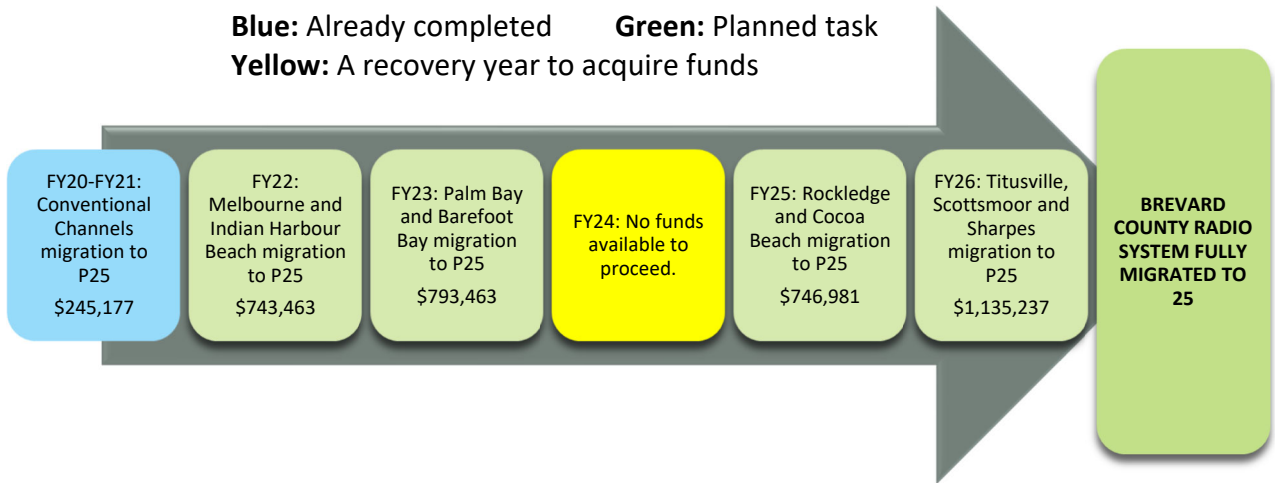 Blue: Already completed Green: Planned task
Yellow: A recovery year to acquire funds
FY20-FY21:
Conventional
Channels
migration to
P25
$245,177
FY22:
Melbourne and
Indian Harbour
Beach migration
to P25
$743,463
FY23: Palm Bay
and Barefoot
Bay migration
to P25
$793,463
FY24: No funds
available to
proceed.
FY25: Rockledge
and Cocoa
Beach migration
to P25
$746,981
FY26: Titusville,
Scottsmoor and
Sharpes
migration to
P25
$1,135,237
BREVARD
COUNTY RADIO
SYSTEM FULLY
MIGRATED TO
25